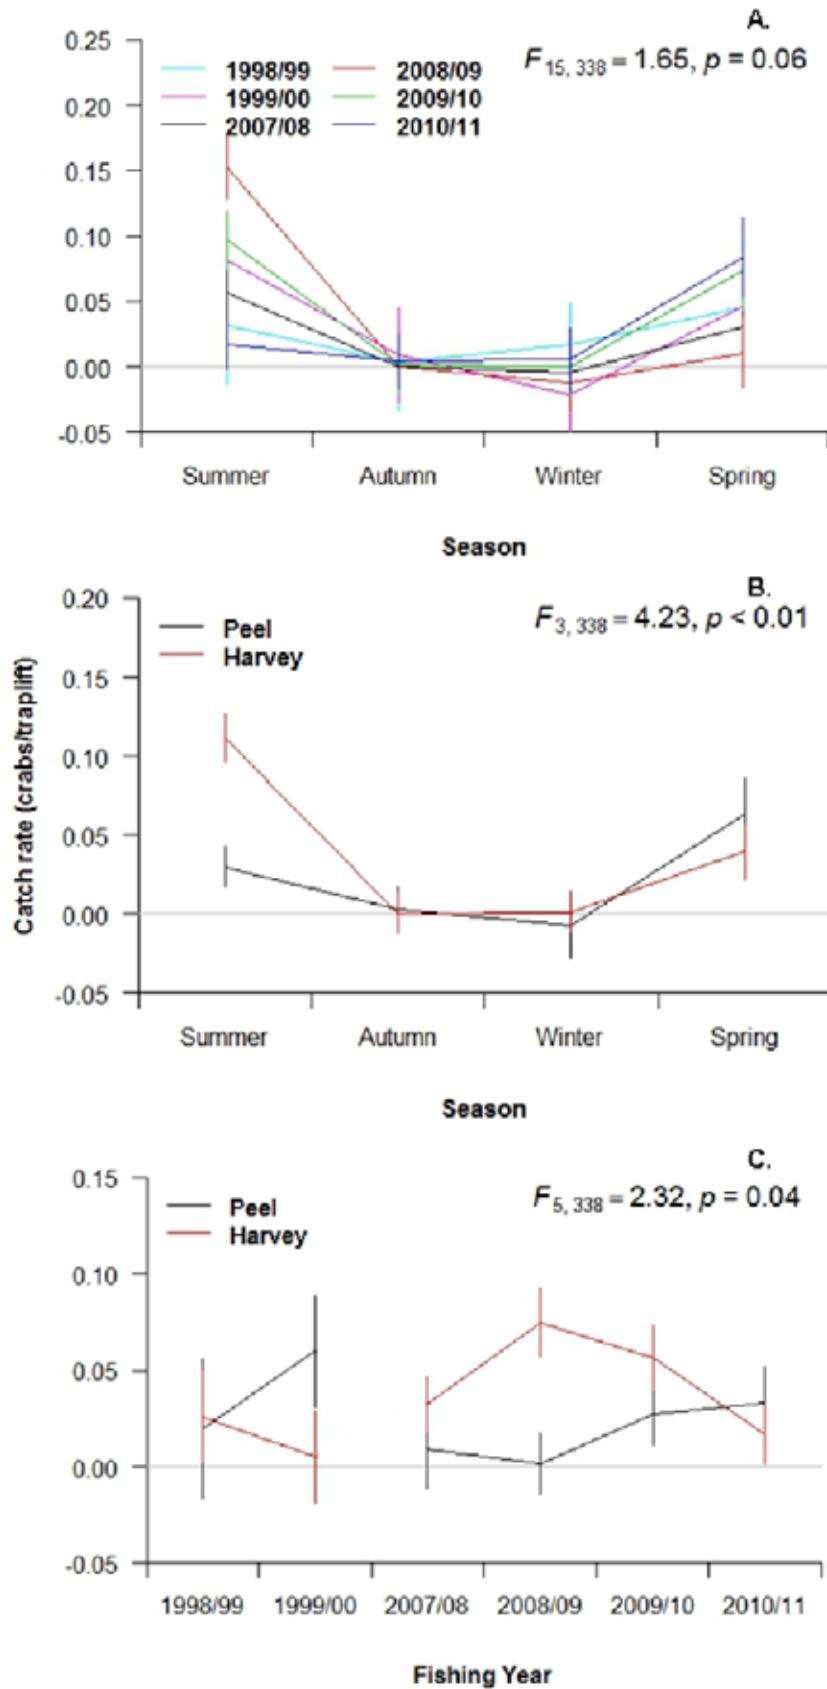 A.
F15, 338 = 1.65, p = 0.06
1998/99 2008/09
1999/00 2009/10
2007/08 2010/11
0.25
0.20
0.15
0.10
0.05
0.00
-0.05
Summer Autumn Winter Spring
Season
B.
F3, 338 = 4.23, p < 0.01
Peel
Harvey
0.20
0.15
0.10
0.05
0.00
-0.05
Catch rate (crabs/traplift)
Summer Autumn Winter Spring
Season
C.
F5, 338 = 2.32, p = 0.04
Peel
Harvey
0.15
0.10
0.05
0.00
-0.05
1998/99 1999/00 2007/08 2008/09 2009/10 2010/11
Fishing Year